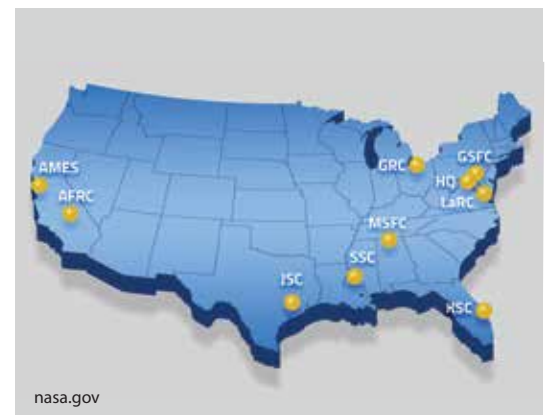 GSFC
GRC
AMES
HQ
AFRC
LaRC
MSFC
SSC
JSC
KSC
nasa.gov